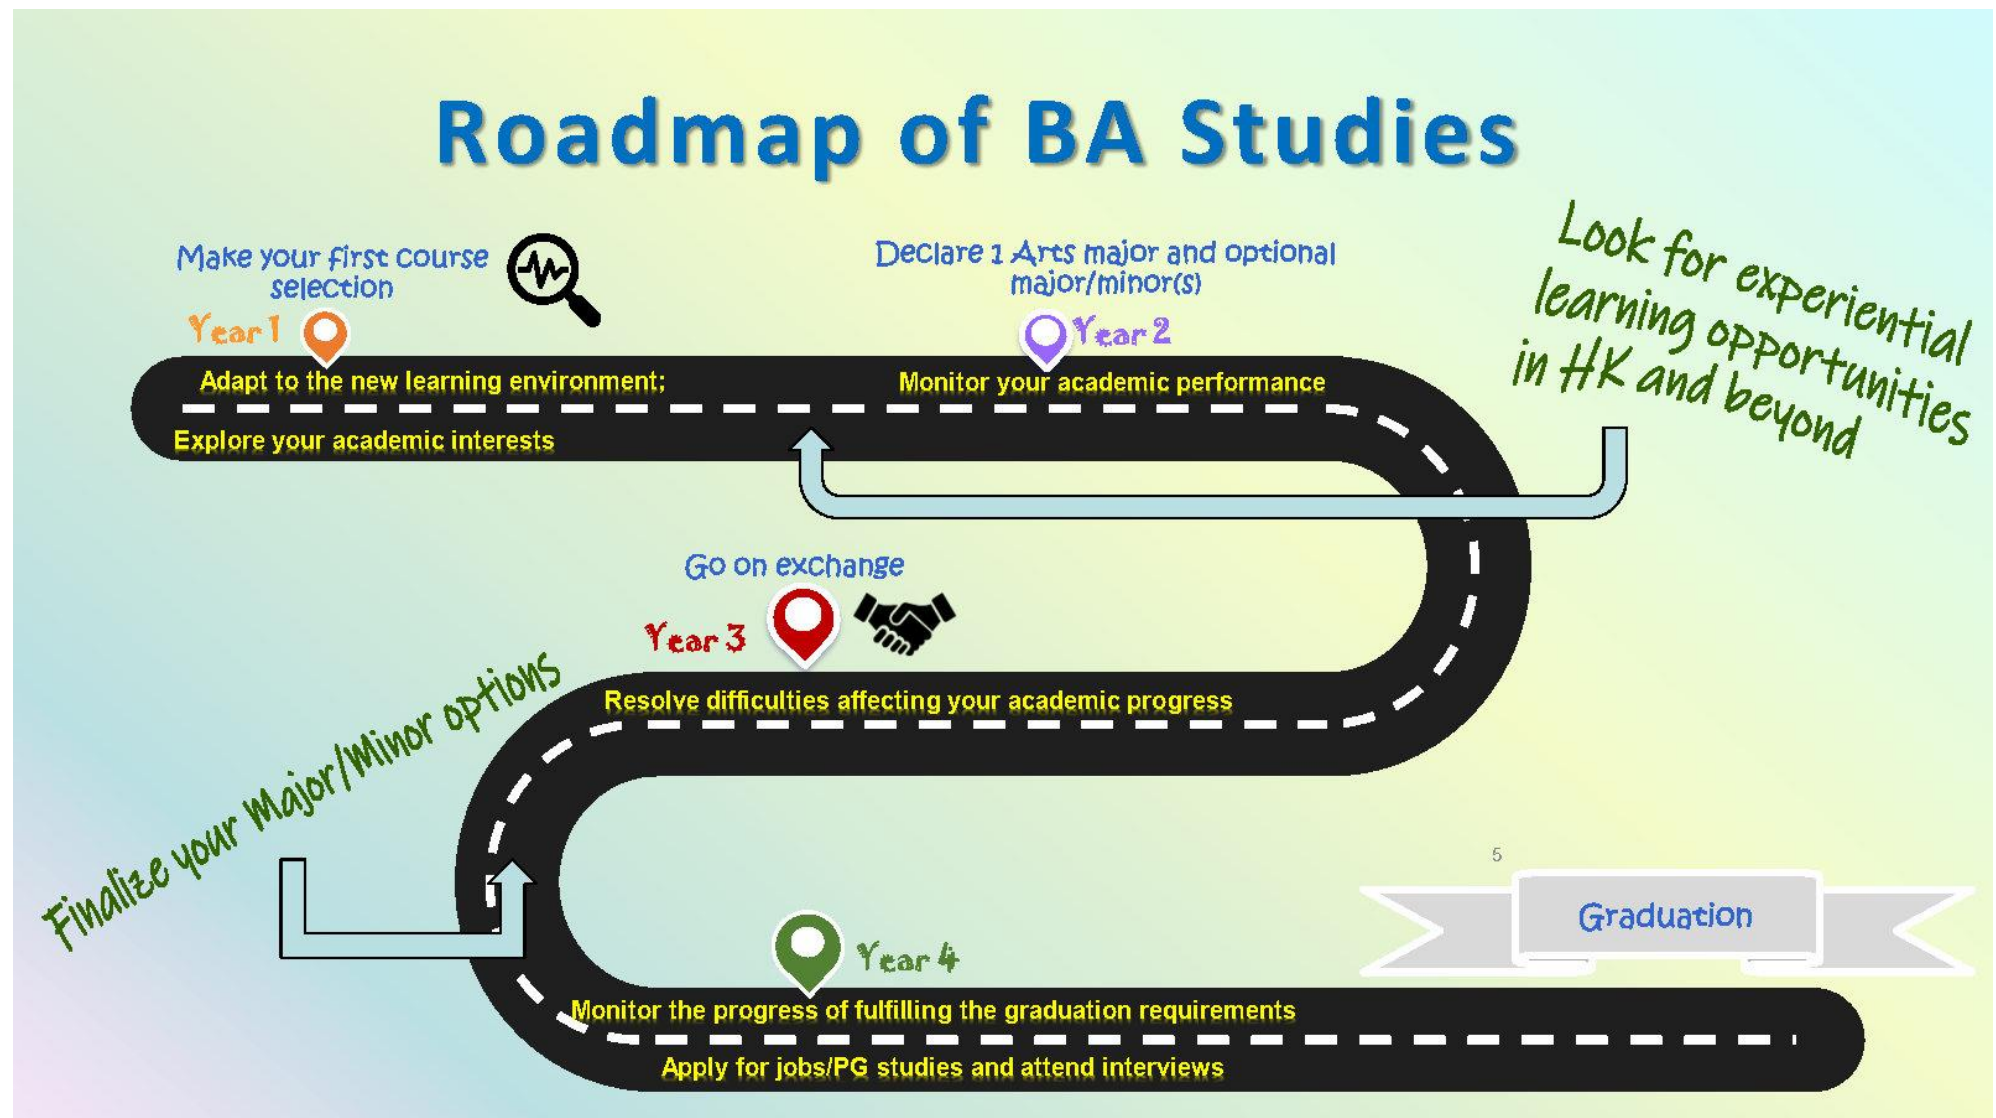 Roadmap of BA Studies
Make your first course
selection
Year 1
Adapt to the new learning environment;
Explore your academic interests
Declare 1 Arts major and optional
major/minor(s)
Year 2
Monitor your academic performance
Look for experiential
learning opportunities
in HK and beyond
Go on exchange
Year 3
Resolve difficulties affecting your academic progress
Finalize your Major/Minor options
5
Graduation
Year 4
Monitor the progress of fulfilling the graduation requirements
Apply for jobs/PG studies and attend interviews